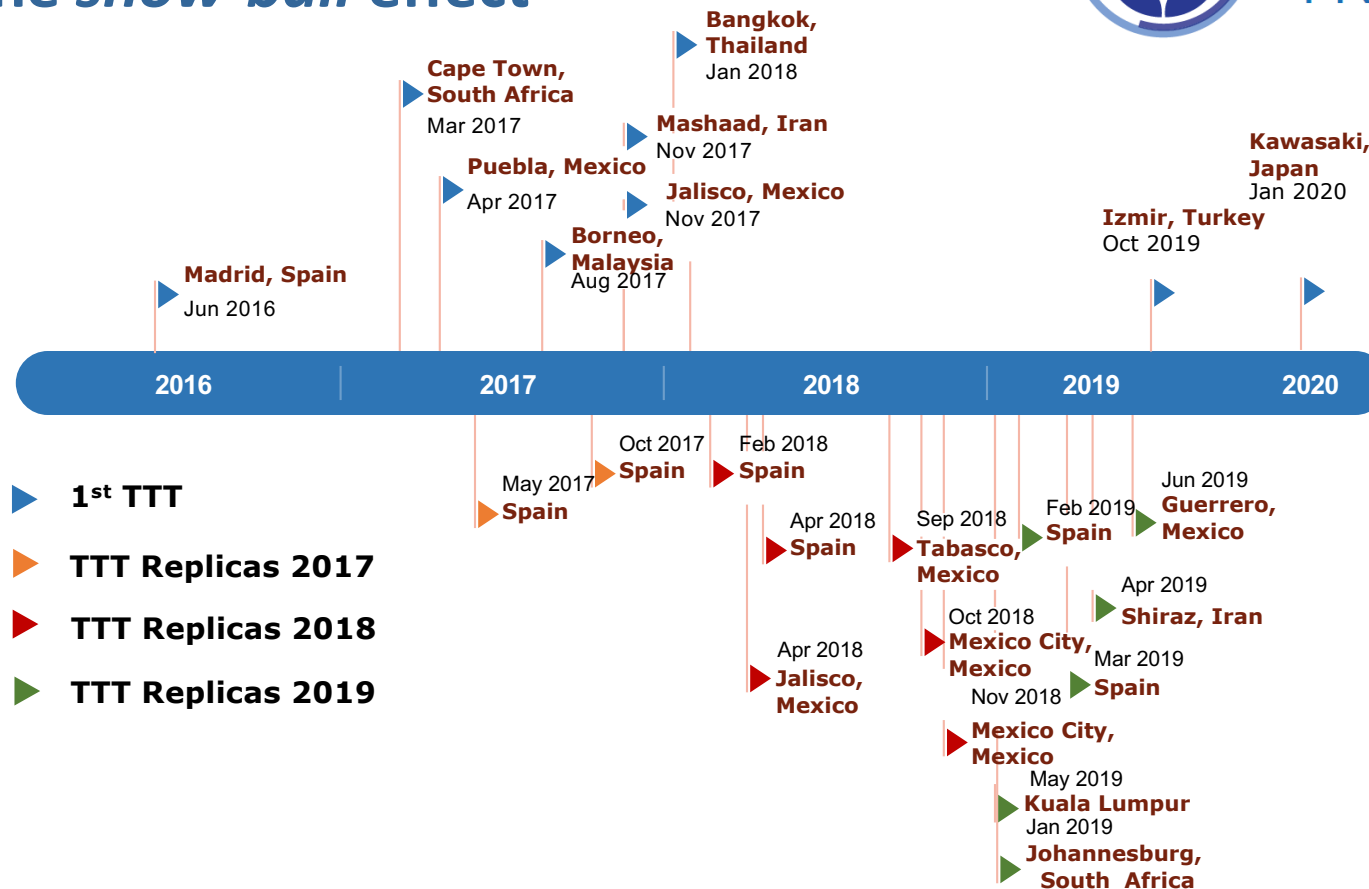 snow-ball effect
Bangkok,
Thailand
Jan 2018
Cape Town,
South Africa
Mar 2017
Mashaad, Iran
Nov 2017
Kawasaki,
Japan
Jan 2020
Puebla, Mexico
Apr 2017
Jalisco, Mexico
Nov 2017
Izmir, Turkey
Oct 2019
Borneo,
Malaysia
Aug 2017
Madrid, Spain
Jun 2016
2016 2017 2018 2019 2020
1st TTT
TTT Replicas 2017
TTT Replicas 2018
TTT Replicas 2019
May 2017
Spain
Oct 2017
Spain
Feb 2018
Spain
Apr 2018
Spain
Apr 2018
Jalisco,
Mexico
Sep 2018
Tabasco,
Mexico
Oct 2018
Mexico City,
Mexico
Nov 2018
Mexico City,
Mexico
Feb 2019
Spain
Jun 2019
Guerrero,
Mexico
Apr 2019
Shiraz, Iran
Mar 2019
Spain
May 2019
Kuala Lumpur
Jan 2019
Johannesburg,
South Africa